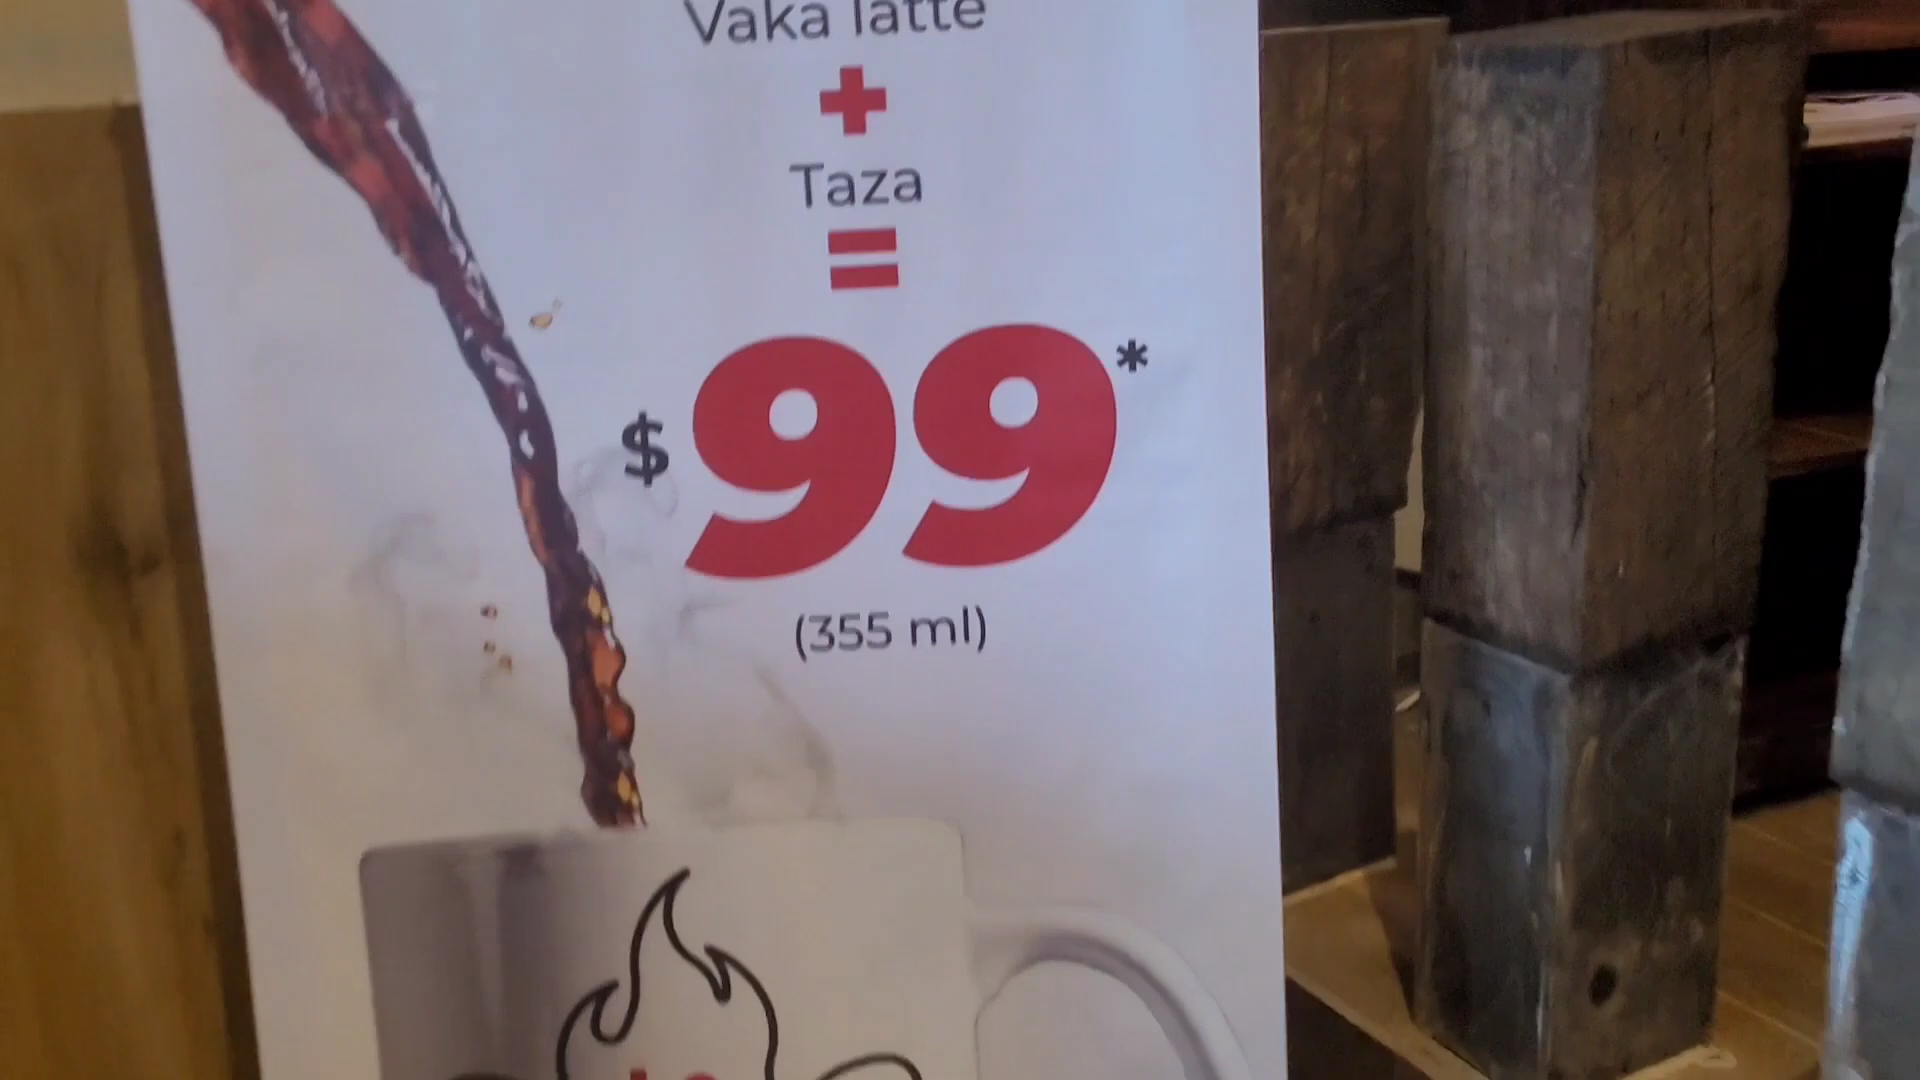 Vaka latte
+
Taza
=
$99*
(355 ml)